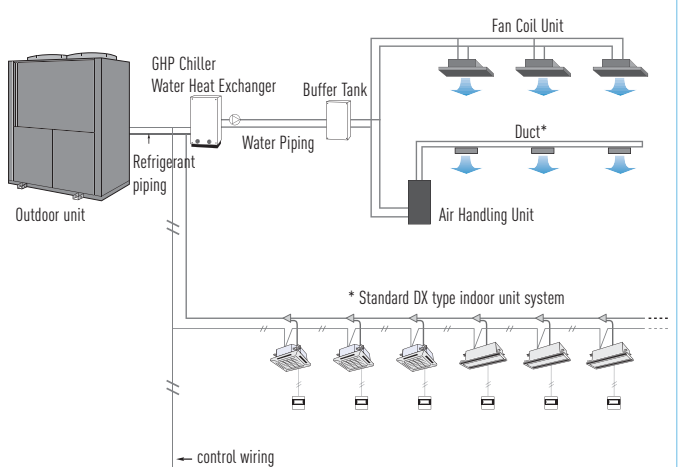 Fan Coil Unit
GHP Chiller
Water Heat Exchanger
Buffer Tank
Water Piping
Duct*
Refrigerant
piping
Outdoor unit
Air Handling Unit
* Standard DX type indoor unit system
control wiring